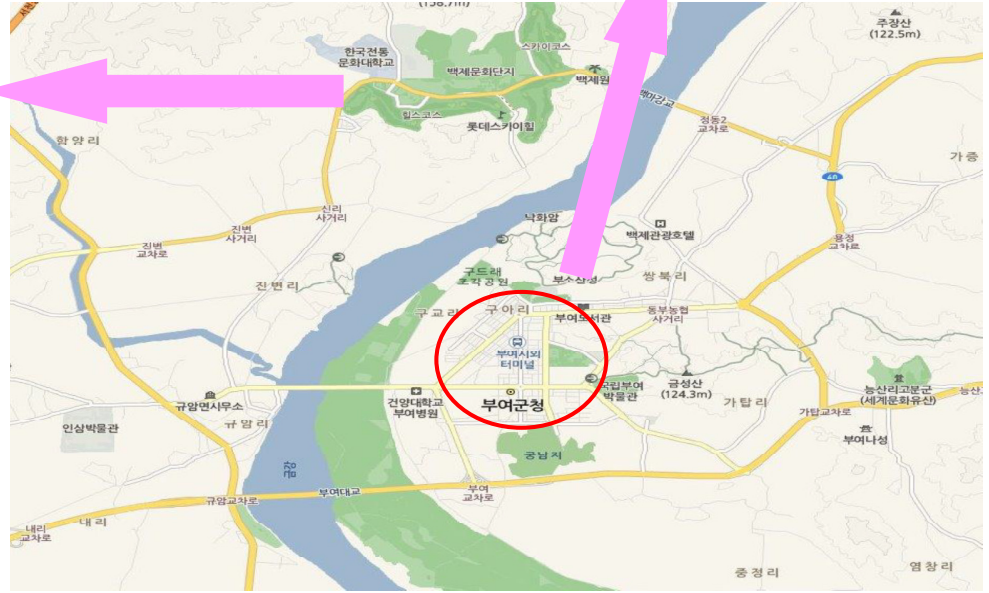 (158.7m)
주장산
(122.5m)
한국전통
문화대학교
스카이코스
백제문화단지
백제원
힐스코스
롯데스카이힐
백마강교
정동2
교차로
함양리
가증
40
신리
사거리
진변
사거리
진변
교차로
낙화암
백제관광호텔
용정
교차로
구드래
조각공원
부소산성
쌍북리
진변리
구교리
구아리
부여도서관
동부농협
사거리
부여시외
터미널
국립부여
박물관
금성산
(124.3m)
능산리고분군
(세계문화유산)
능산
규암면사무소
건양대학교
부여병원
부여군청
가탑리
가탑교차로
인삼박물관
규암리
부여나성
궁남지
금강
부여대교
부여
교차로
규암교차로
내리
교차로
내리
중정리
염창리